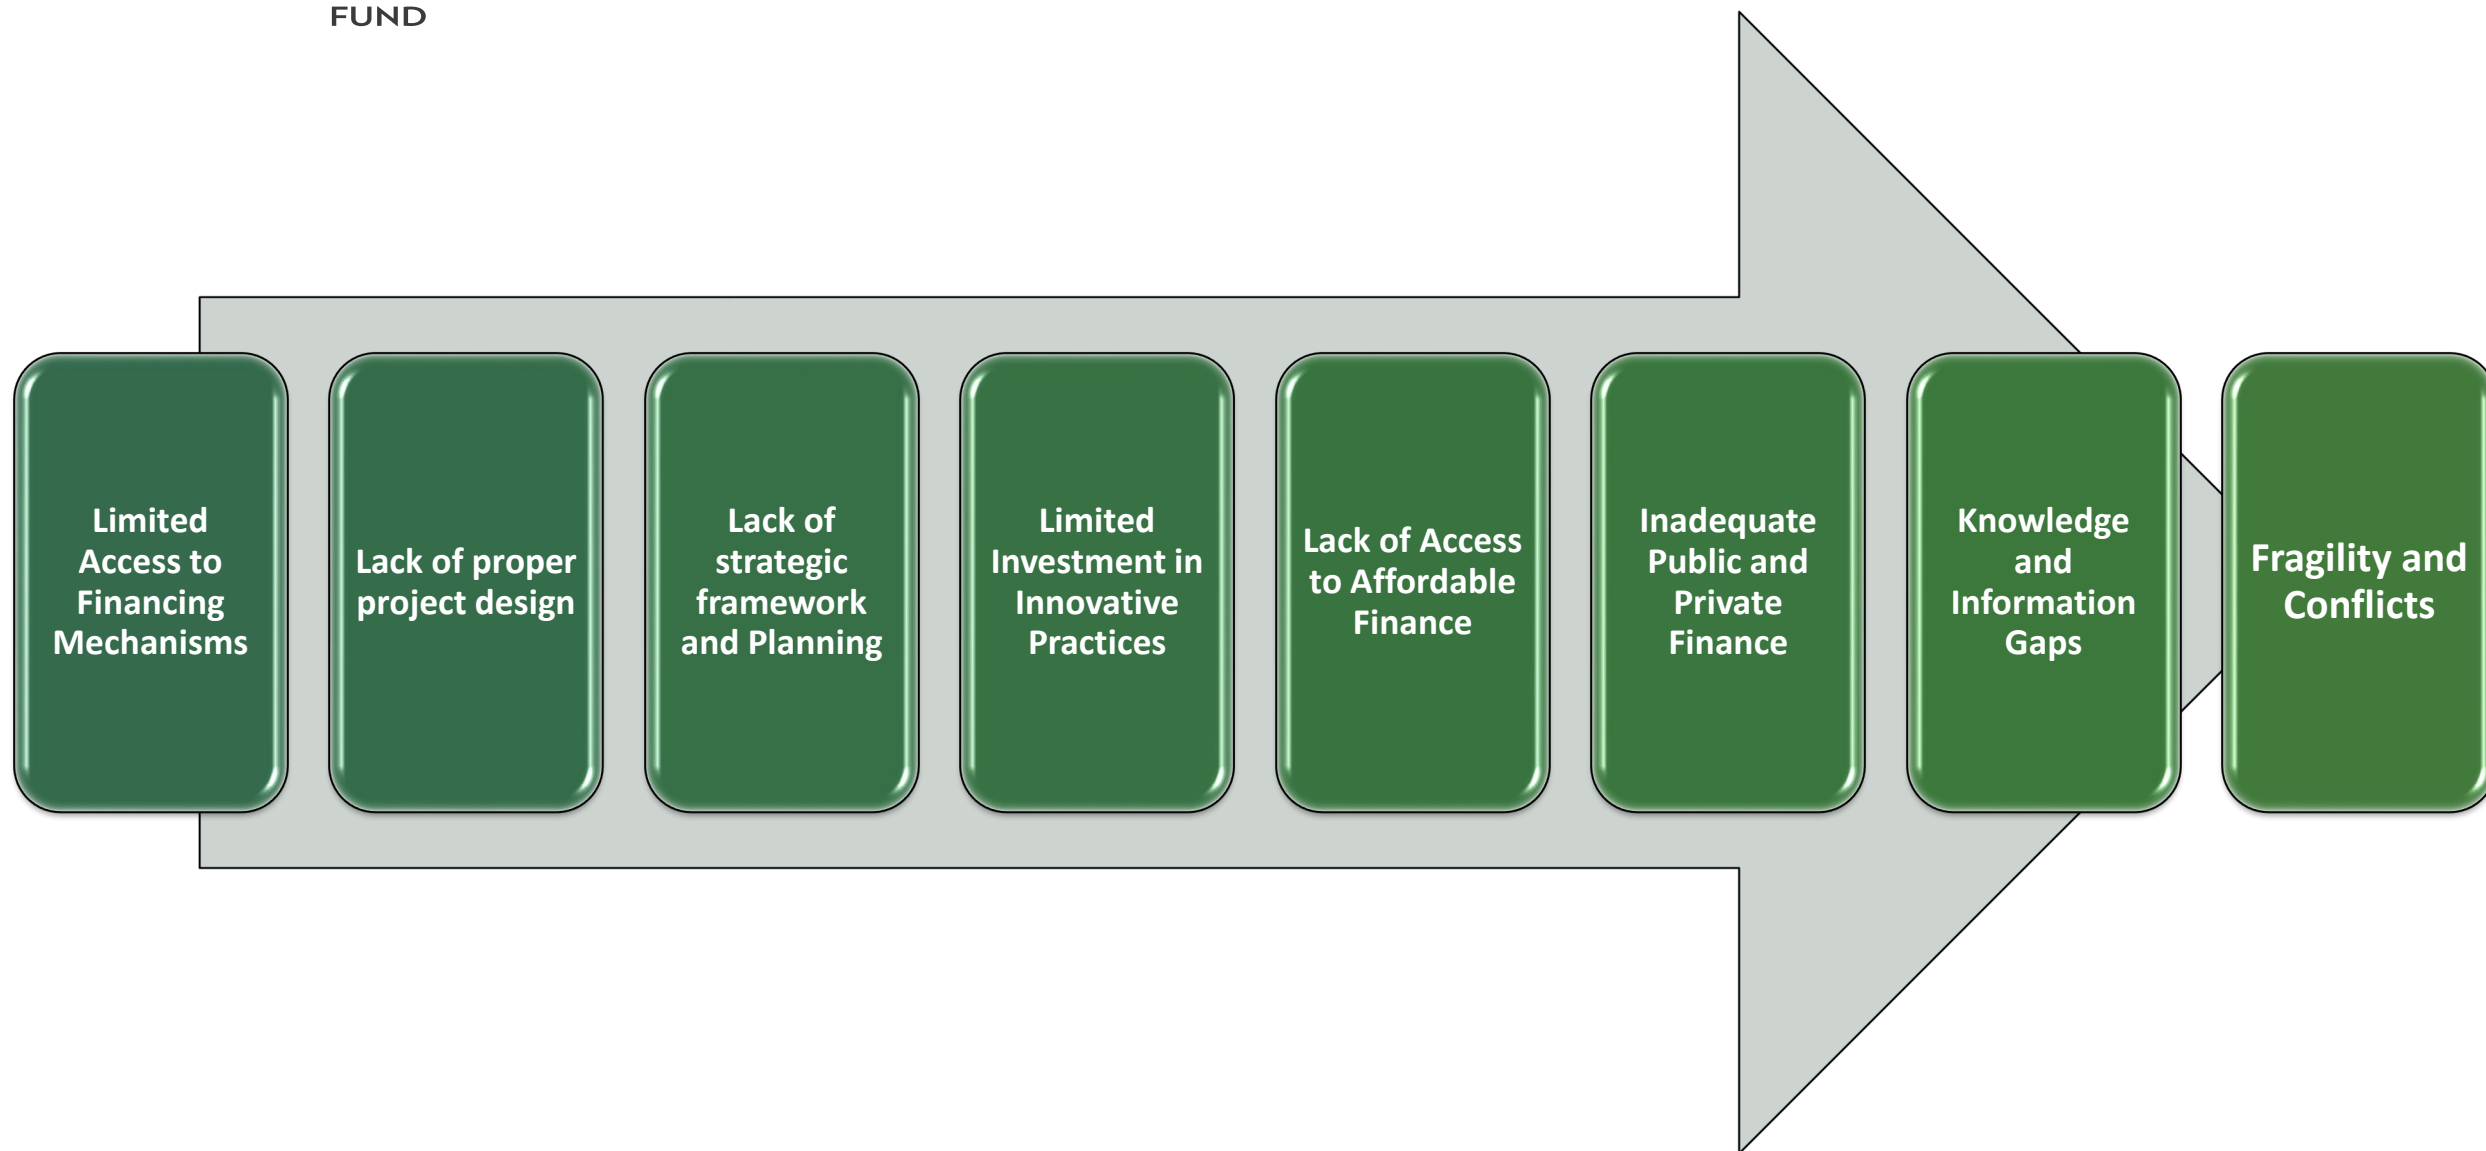 FUND
Limited
Access to
Financing
Mechanisms
Lack of proper
project design
Lack of
strategic
framework
and Planning
Limited
Investment in
Innovative
Practices
Lack of Access
to Affordable
Finance
Inadequate
Public and
Private
Finance
Knowledge
and
Information
Gaps
Fragility and
Conflicts